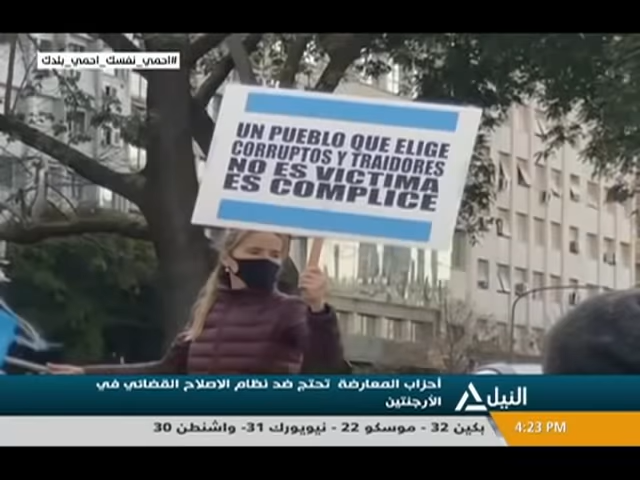 #احمي_نفسك_احمي_بلدك
UN PUEBLO QUE ELIGE
CORRUPTOS Y TRAIDORES
NO ES VICTIMA
ES COMPLICE
أحزاب المعارضة تحتج ضد نظام الاصلاح القضائي في
الأرجنتين
النيل
بكين 32 - موسكو 22 - نيويورك 31- واشنطن 30
4:23 PM